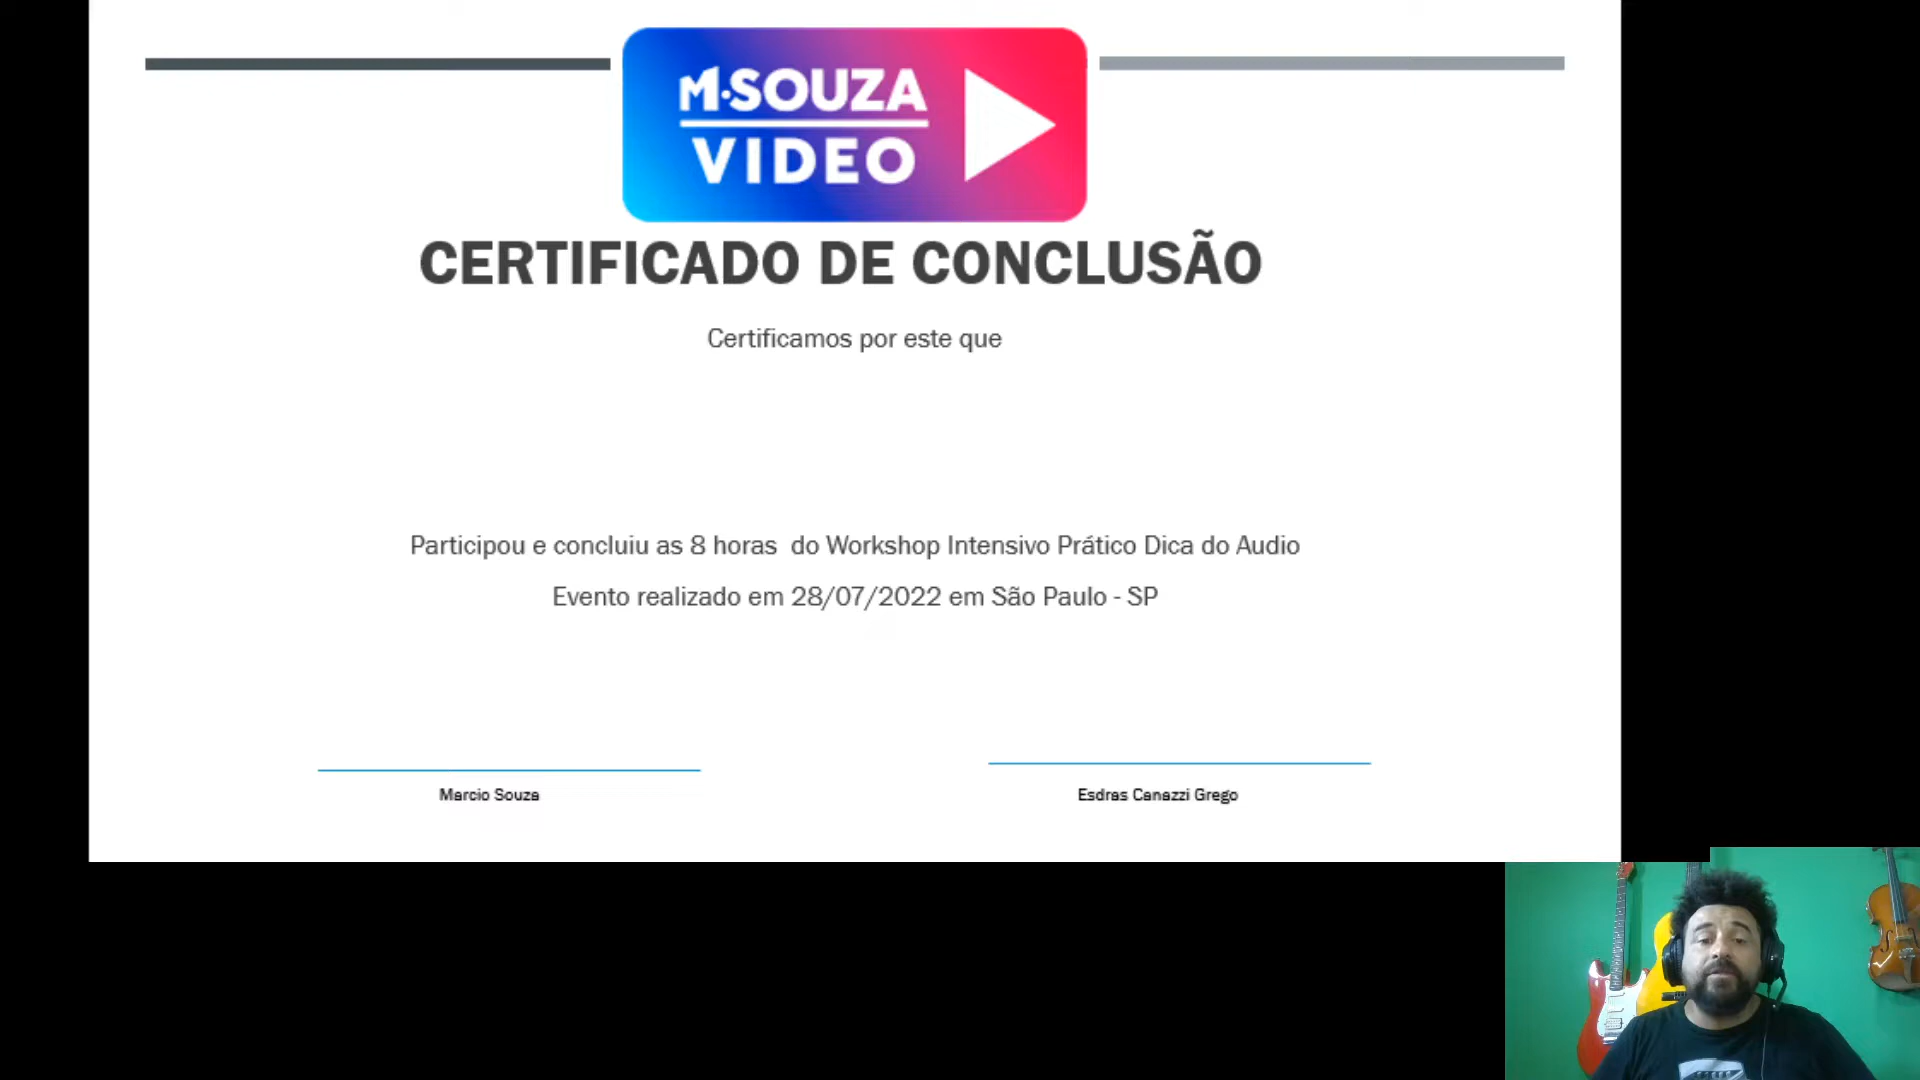 M·SOUZA
VIDEO
CERTIFICADO DE CONCLUSÃO
Certificamos por este que
Participou e concluiu as 8 horas do Workshop Intensivo Prático Dica do Audio
Evento realizado em 28/07/2022 em São Paulo - SP
Marcio Souza
Esdras Canazzi Grego